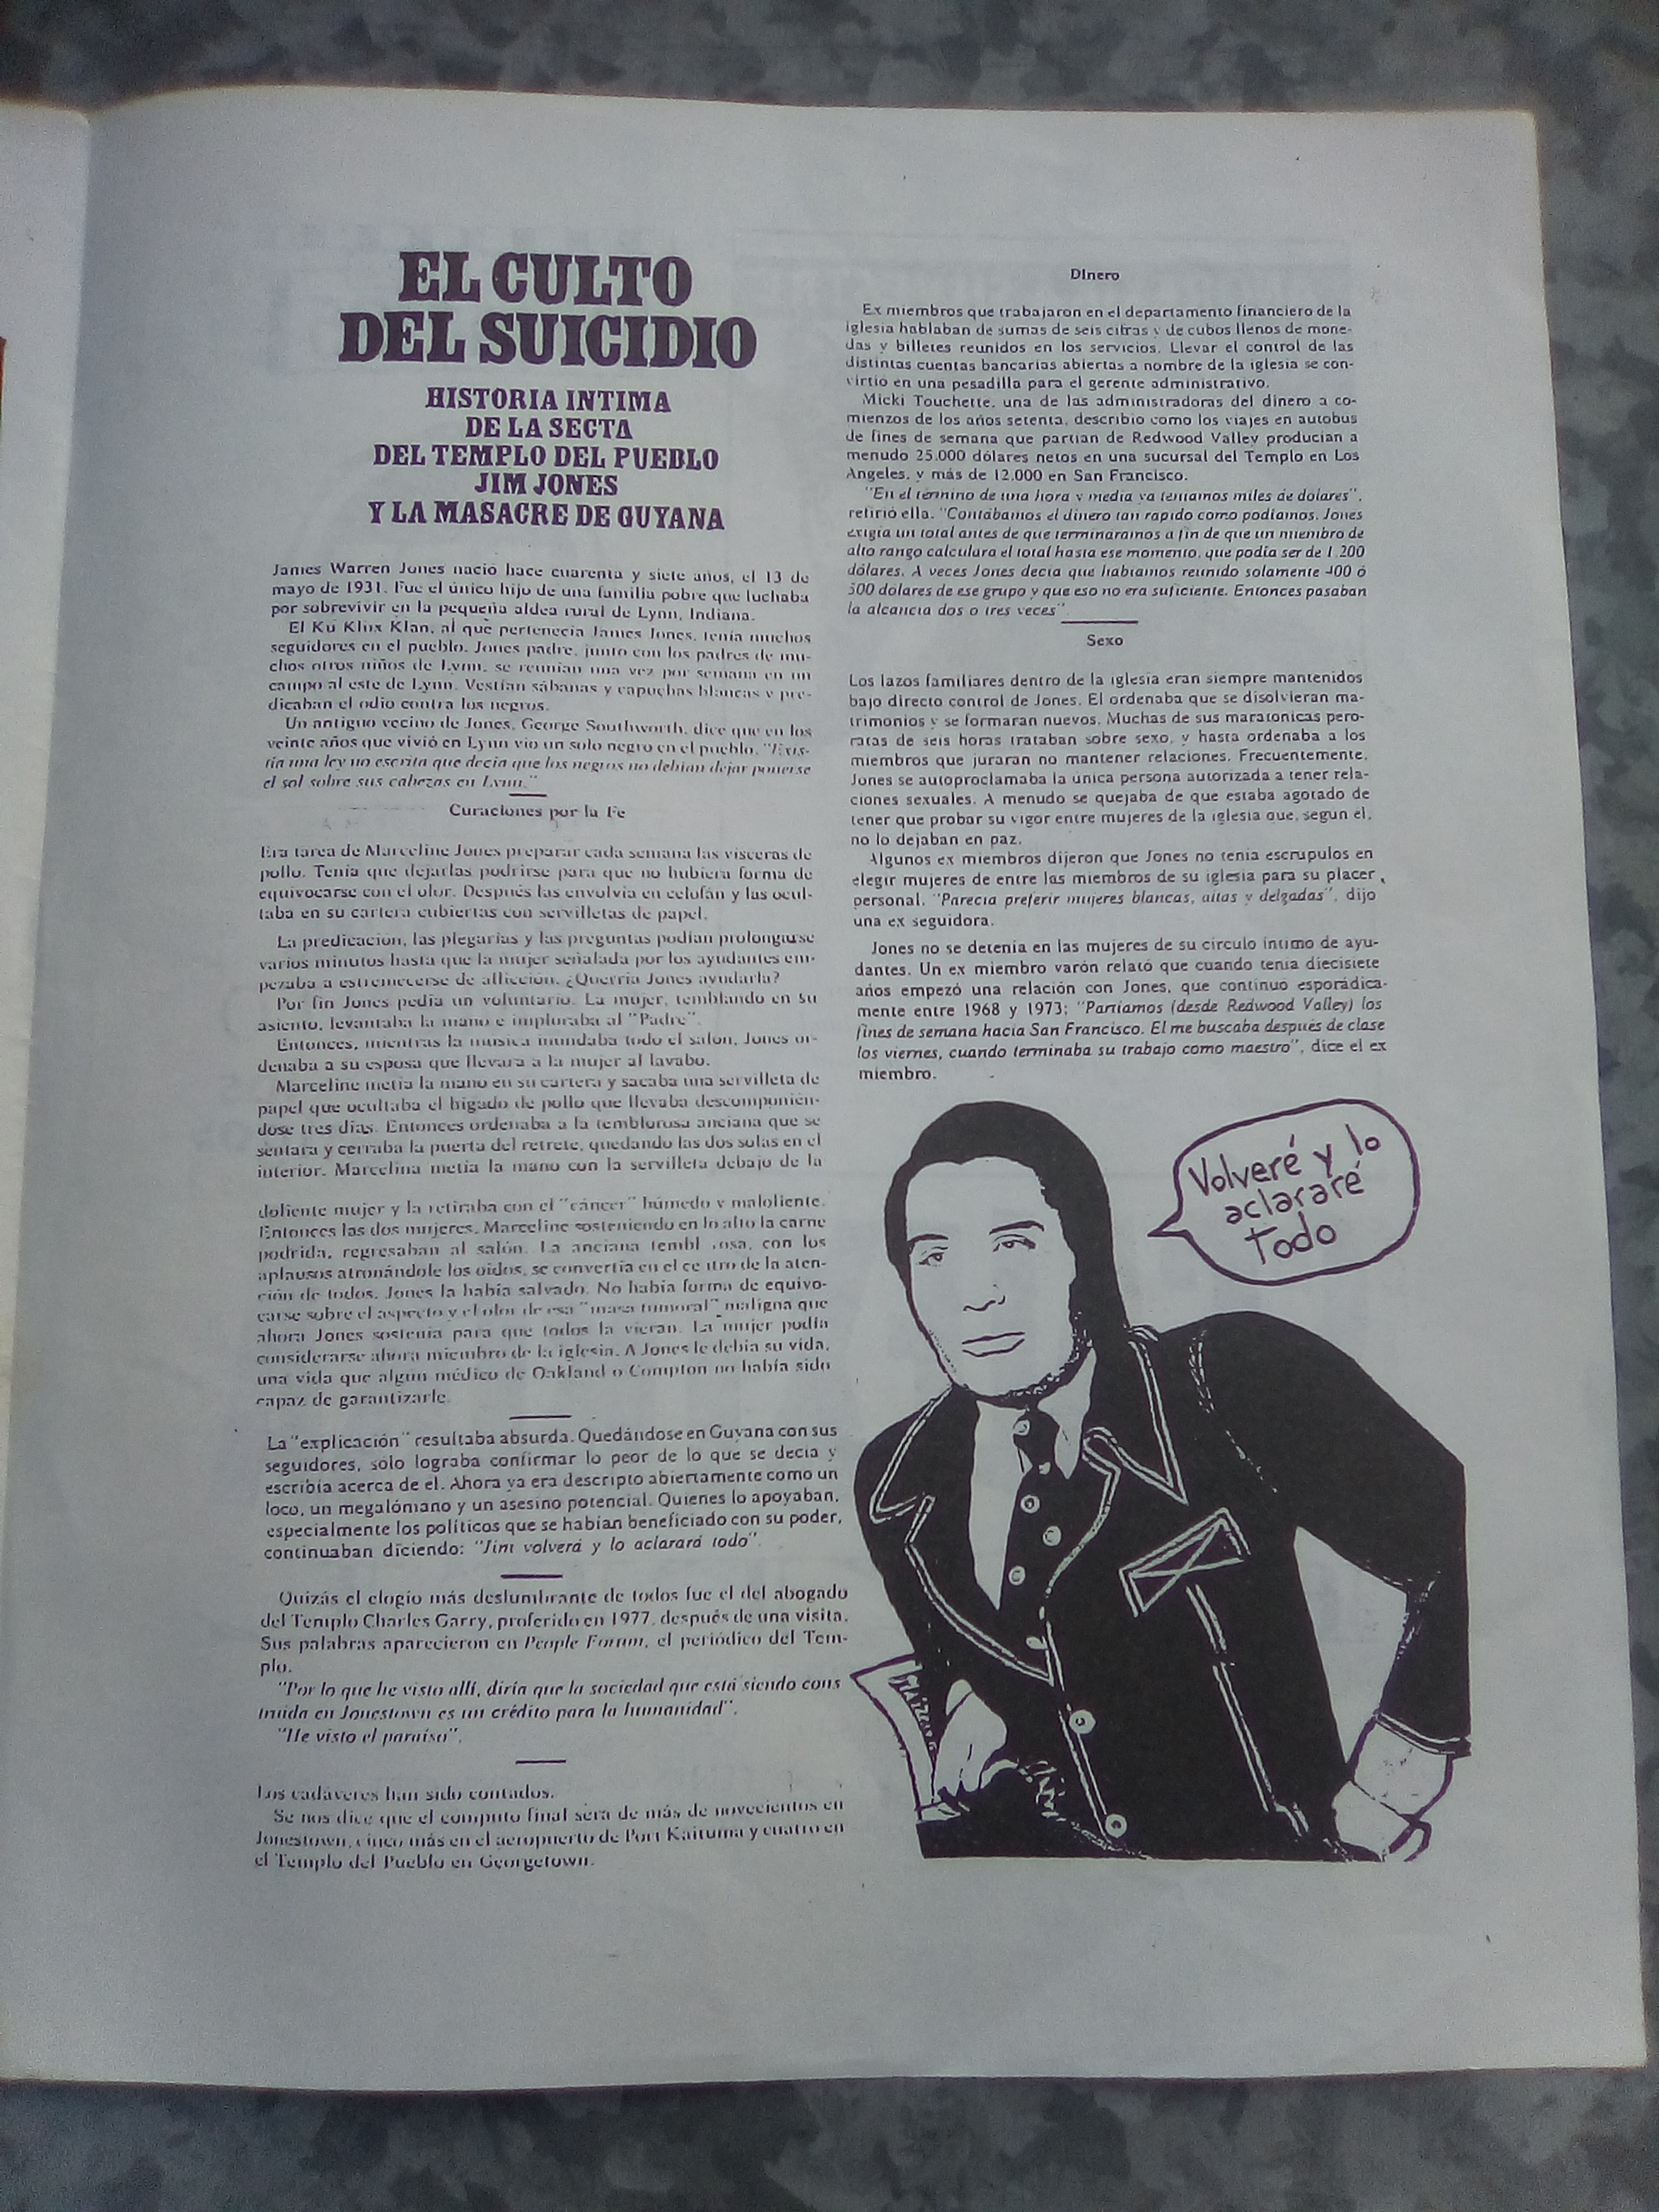 EL CULTO
DEL SUICIDIO
HISTORIA INTIMA
DE LA SECTA
DEL TEMPLO DEL PUEBLO
JIM JONES
Y LA MASACRE DE GUYANA
James Warren Jones nació hace cuarenta y siete años, el 13 de
mayo de 1931. Fue el único hijo de una familia pobre que luchaba
por sobrevivir en la pequeña aldea rural de Lynn, Indiana.
El Ku Klux Klan, al que pertenecía James Jones, tenía muchos
seguidores en el pueblo. Jones padre, junto con los padres de mu-
chos otros niños de Lynn, se reunían una vez por semana en un
campo al este de Lynn. Vestían sábanas y capuchas blancas y pre-
dicaban el odio contra los negros.
Un antiguo vecino de Jones, George Southworth, dice que en los
veinte años que vivió en Lynn vio un solo negro en el pueblo. "Exis-
tía una ley no escrita que decía que los negros no debían dejar ponerse
el sol sobre sus cabezas en Lynn."
Curaciones por la Fe
Era tarea de Marceline Jones preparar cada semana las vísceras de
pollo. Tenía que dejarlas podrirse para que no hubiera forma de
equivocarse con el olor. Después las envolvía en celofán y las ocul-
taba en su cartera cubiertas con servilletas de papel.
La predicación, las plegarias y las preguntas podían prolongarse
varios minutos hasta que la mujer señalada por los ayudantes em-
pezaba a estremecerse de aflicción. ¿Querría Jones ayudarla?
Por fin Jones pedía un voluntario. La mujer, temblando en su
asiento, levantaba la mano e imploraba al "Padre".
Entonces, mientras la música inundaba todo el salón, Jones or-
denaba a su esposa que llevara a la mujer al lavabo.
Marceline metía la mano en su cartera y sacaba una servilleta de
papel que ocultaba el hígado de pollo que llevaba descomponién-
dose tres días. Entonces ordenaba a la temblorosa anciana que se
sentara y cerraba la puerta del retrete, quedando las dos solas en el
interior. Marcelina metía la mano con la servilleta debajo de la
doliente mujer y la retiraba con el "cáncer" húmedo y maloliente.
Entonces las dos mujeres, Marceline sosteniendo en lo alto la carne
podrida, regresaban al salón. La anciana tembl osa, con los
aplausos atronándole los oídos, se convertía en el ce tro de la aten-
ción de todos. Jones la había salvado. No había forma de equivo-
carse sobre el aspecto y el olor de esa "masa tumoral" maligna que
ahora Jones sostenía para que todos la vieran. La mujer podía
considerarse ahora miembro de la iglesia. A Jones le debía su vida,
una vida que algún médico de Oakland o Compton no había sido
capaz de garantizarle.
La "explicación" resultaba absurda. Quedándose en Guyana con sus
seguidores, sólo lograba confirmar lo peor de lo que se decía y
escribía acerca de él. Ahora ya era descripto abiertamente como un
loco, un megalómano y un asesino potencial. Quienes lo apoyaban,
especialmente los políticos que se habían beneficiado con su poder,
continuaban diciendo: "Jim volverá y lo aclarará todo".
Quizás el elogio más deslumbrante de todos fue el del abogado
del Templo Charles Garry, proferido en 1977, después de una visita.
Sus palabras aparecieron en People Forum, el periódico del Tem-
plo.
"Por lo que he visto allí, diría que la sociedad que está siendo cons
truida en Jonestown es un crédito para la humanidad".
"He visto el paraíso".
Los cadáveres han sido contados.
Se nos dice que el cómputo final será de más de novecientos en
Jonestown, cinco más en el aeropuerto de Port Kaituma y cuatro en
el Templo del Pueblo en Georgetown.
Dinero
Ex miembros que trabajaron en el departamento financiero de la
iglesia hablaban de sumas de seis cifras y de cubos llenos de mone-
das y billetes reunidos en los servicios. Llevar el control de las
distintas cuentas bancarias abiertas a nombre de la iglesia se con-
virtió en una pesadilla para el gerente administrativo.
Micki Touchette, una de las administradoras del dinero a co-
mienzos de los años setenta, describió como los viajes en autobus
de fines de semana que partían de Redwood Valley producían a
menudo 25.000 dólares netos en una sucursal del Templo en Los
Angeles, y más de 12.000 en San Francisco.
"En el término de una hora y media ya teníamos miles de dólares",
refirió ella. "Contábamos el dinero tan rápido como podíamos. Jones
exigía un total antes de que termináramos a fin de que un miembro de
alto rango calculara el total hasta ese momento, que podía ser de 1.200
dólares. A veces Jones decía que habíamos reunido solamente 400 ó
500 dólares de ese grupo y que eso no era suficiente. Entonces pasaban
la alcancía dos o tres veces".
Sexo
Los lazos familiares dentro de la iglesia eran siempre mantenidos
bajo directo control de Jones. El ordenaba que se disolvieran ma-
trimonios y se formaran nuevos. Muchas de sus maratónicas pero-
ratas de seis horas trataban sobre sexo, y hasta ordenaba a los
miembros que juraran no mantener relaciones. Frecuentemente,
Jones se autoproclamaba la única persona autorizada a tener rela-
ciones sexuales. A menudo se quejaba de que estaba agotado de
tener que probar su vigor entre mujeres de la iglesia que, según él,
no lo dejaban en paz.
Algunos ex miembros dijeron que Jones no tenía escrúpulos en
elegir mujeres de entre las miembros de su iglesia para su placer
personal. "Parecía preferir mujeres blancas, altas y delgadas", dijo
una ex seguidora.
Jones no se detenía en las mujeres de su círculo íntimo de ayu-
dantes. Un ex miembro varón relató que cuando tenía diecisiete
años empezó una relación con Jones, que continuó esporádica-
mente entre 1968 y 1973; "Partíamos (desde Redwood Valley) los
fines de semana hacia San Francisco. El me buscaba después de clase
los viernes, cuando terminaba su trabajo como maestro", dice el ex
miembro.
Volveré y lo
aclararé
todo